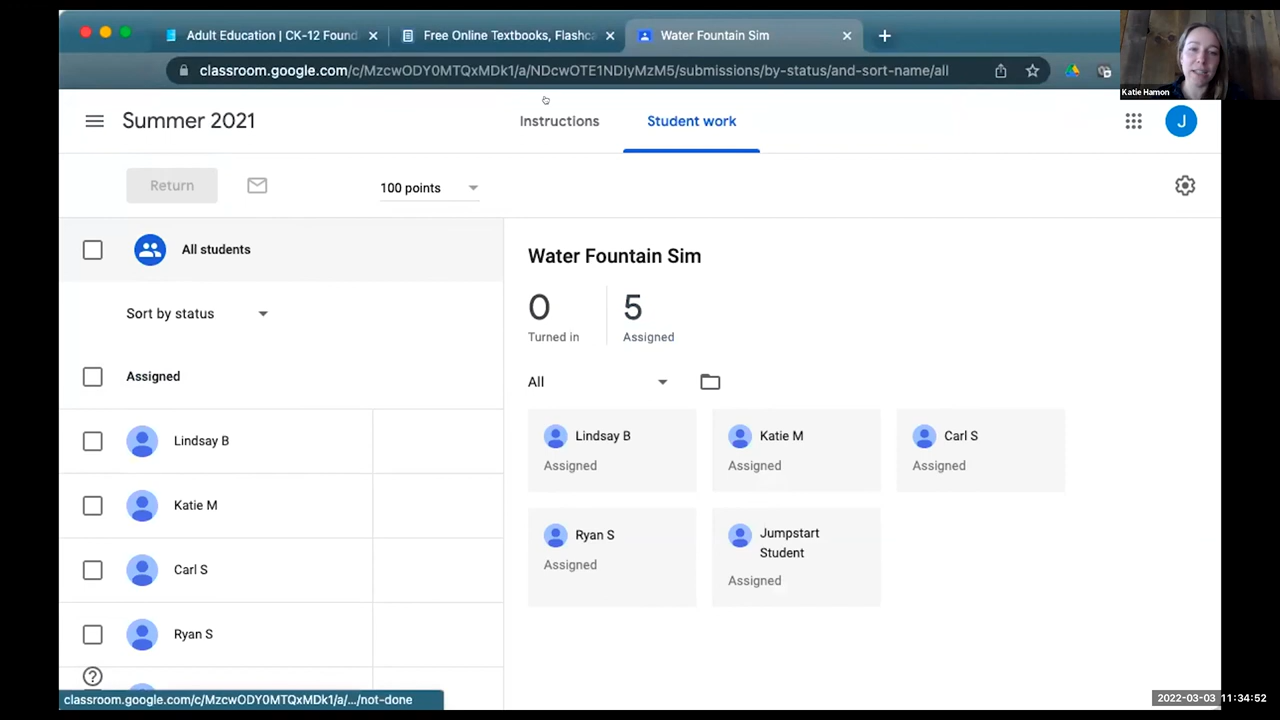 Adult Education | CK-12 Found
Free Online Textbooks, Flashca
Water Fountain Sim
classroom.google.com/c/MzcwODY0MTQxMDk1/a/NDcwOTE1NDIyMzM5/submissions/by-status/and-sort-name/all
Katie Hamon
Summer 2021
Instructions
Student work
J
Return
100 points
All students
Sort by status
Assigned
Lindsay B
Katie M
Carl S
Ryan S
Water Fountain Sim
0
5
Turned in
Assigned
All
Lindsay B
Assigned
Katie M
Assigned
Carl S
Assigned
Ryan S
Assigned
Jumpstart
Student
Assigned
classroom.google.com/c/MzcwODY0MTQxMDk1/a/.../not-done
2022-03-03 11:34:52